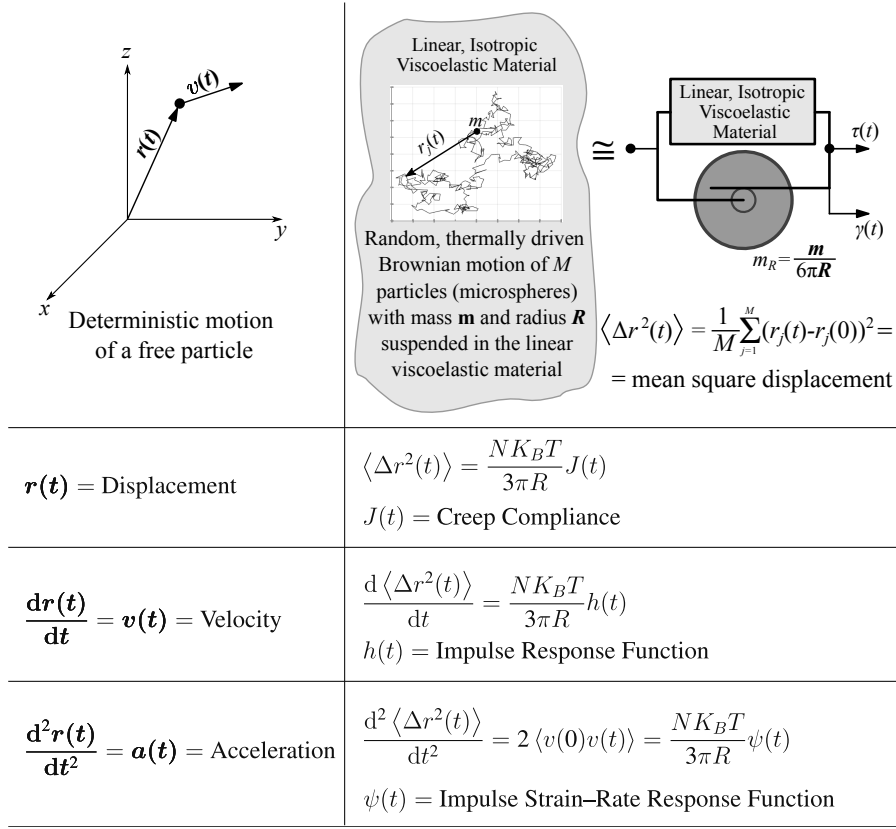 z
v(t)
r(t)
y
x
Deterministic motion
of a free particle
Linear, Isotropic
Viscoelastic Material
m
r_j(t)
Random, thermally driven
Brownian motion of M
particles (microspheres)
with mass m and radius R
suspended in the linear
viscoelastic material
≅
Linear, Isotropic
Viscoelastic
Material
τ(t)
γ(t)
m_R = m/6πR
⟨Δr²(t)⟩ = 1/M ∑_{j=1}^{M} (r_j(t)-r_j(0))² =
= mean square displacement
r(t) = Displacement
⟨Δr²(t)⟩ = NK_BT/3πR J(t)
J(t) = Creep Compliance
dr(t)/dt = v(t) = Velocity
d⟨Δr²(t)⟩/dt = NK_BT/3πR h(t)
h(t) = Impulse Response Function
d²r(t)/dt² = a(t) = Acceleration
d²⟨Δr²(t)⟩/dt² = 2⟨v(0)v(t)⟩ = NK_BT/3πR ψ(t)
ψ(t) = Impulse Strain–Rate Response Function